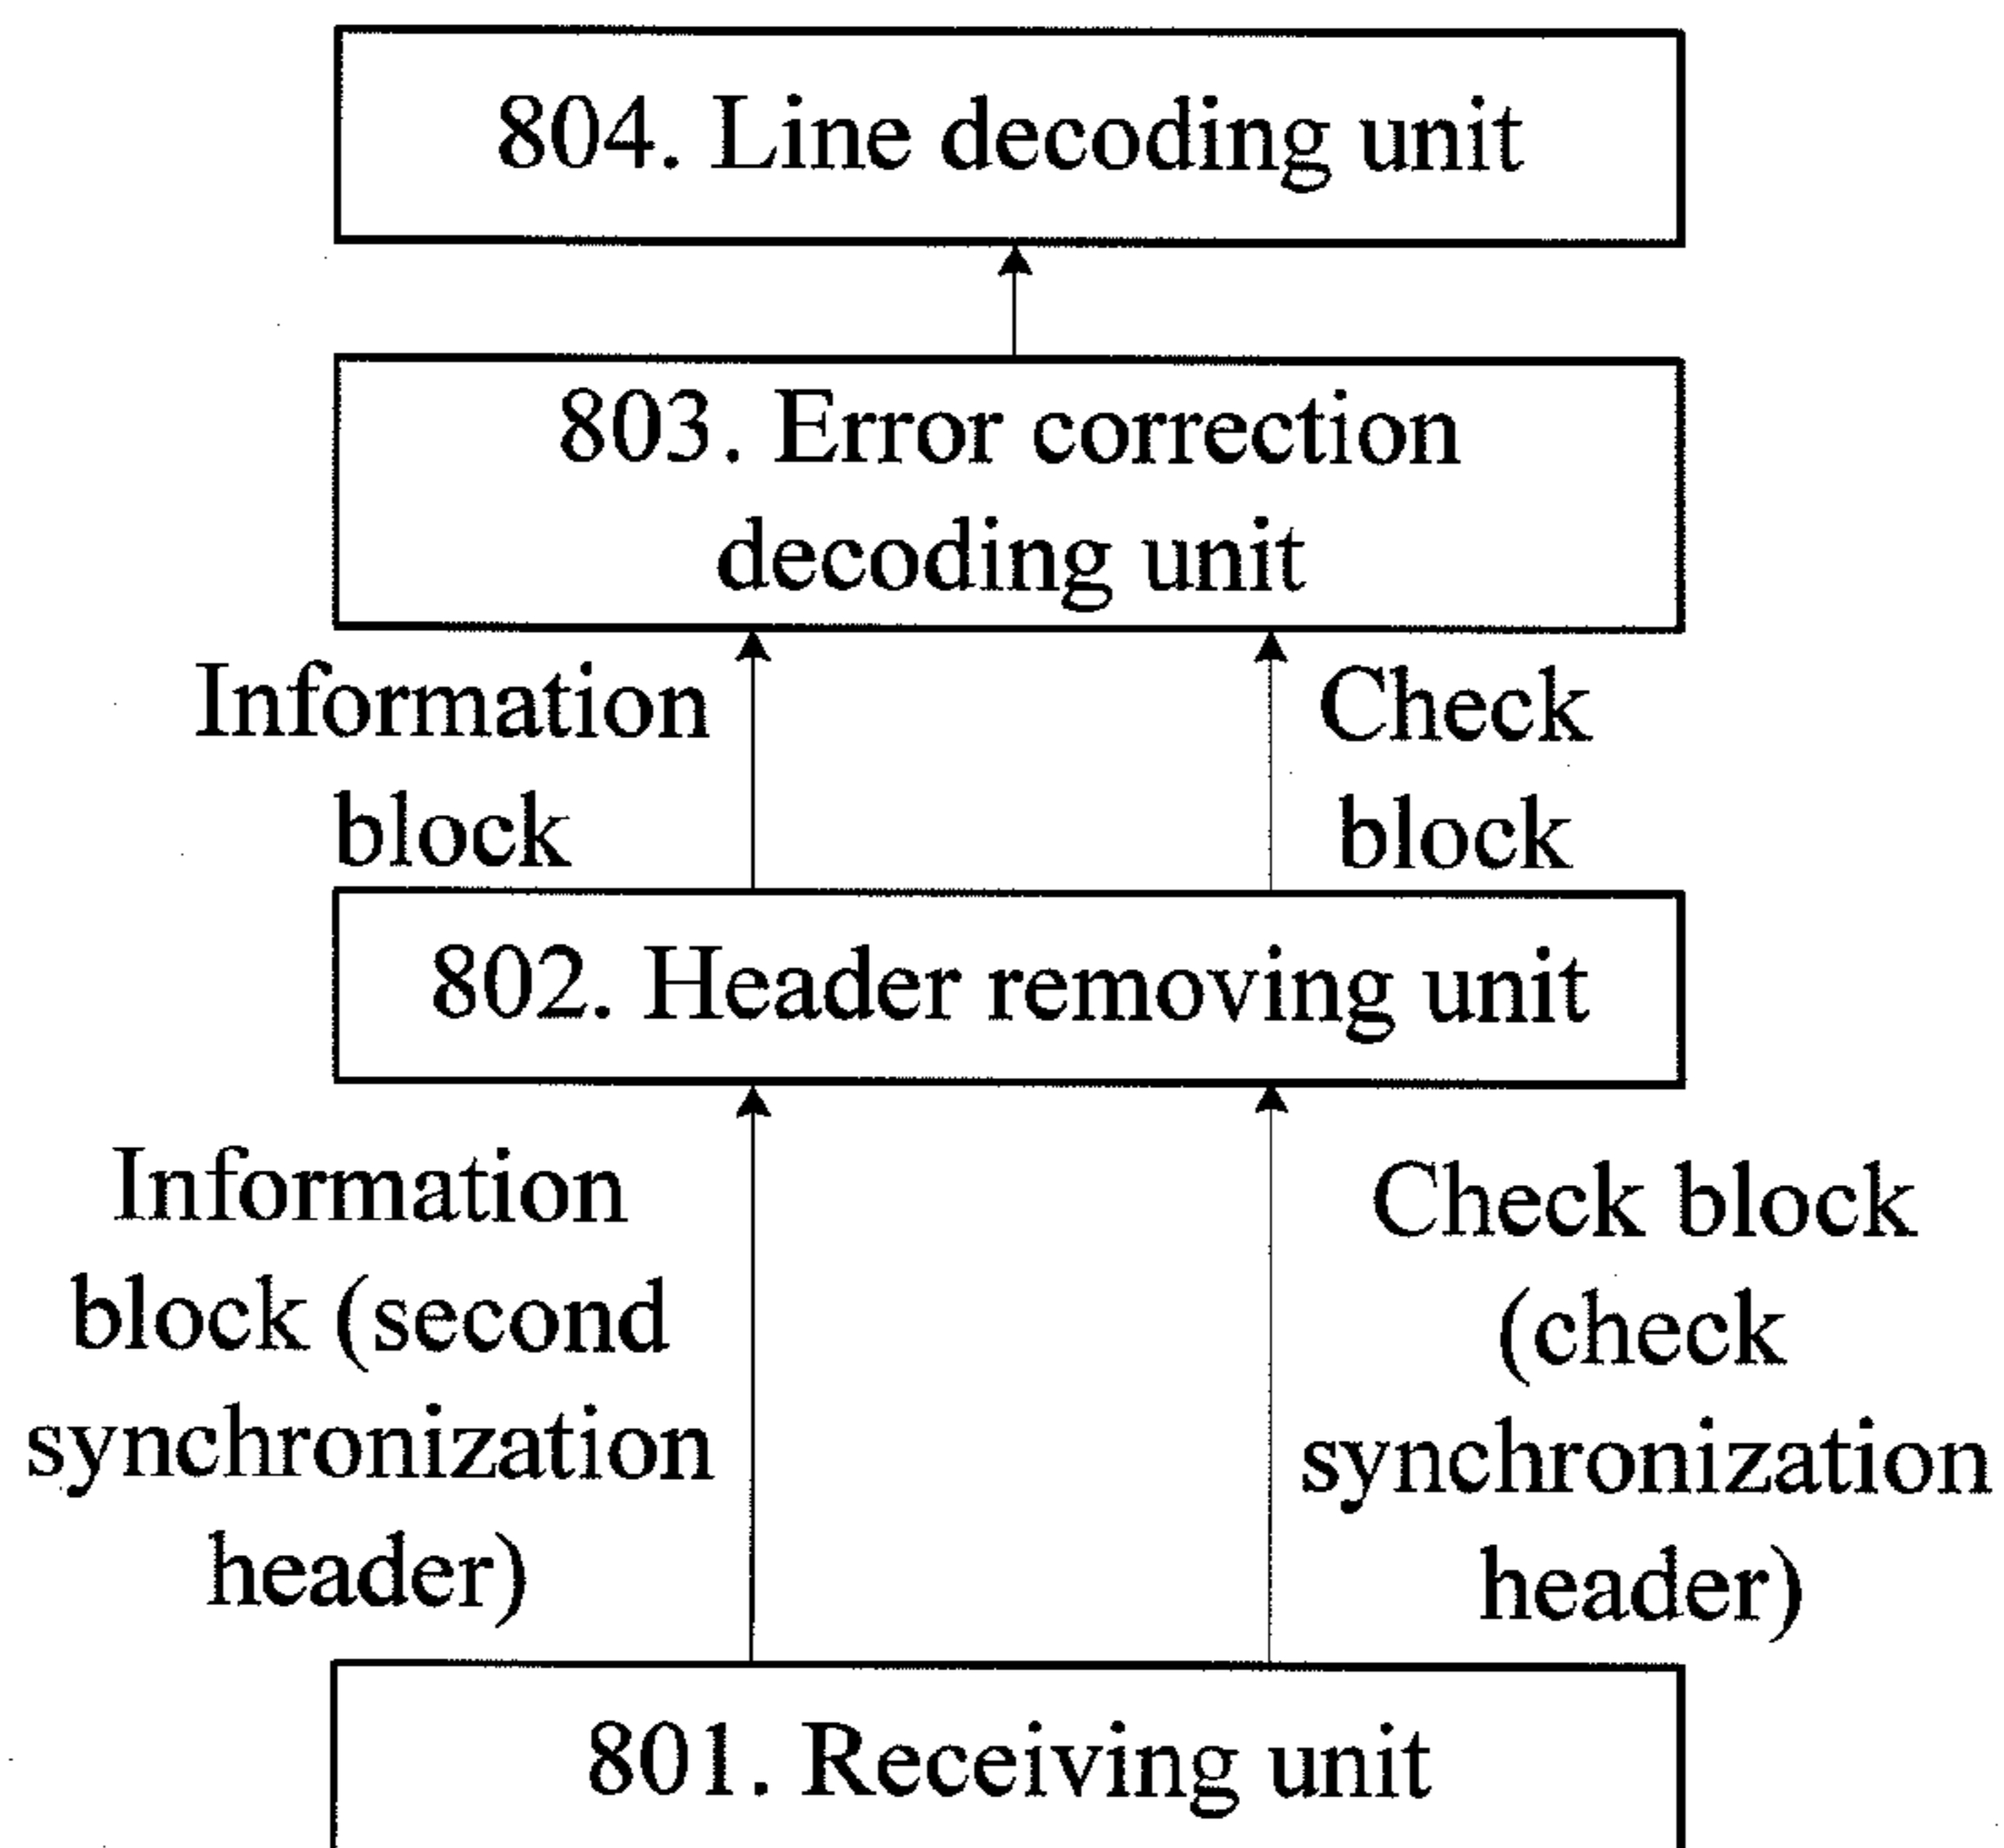 804. Line decoding unit
803. Error correction
decoding unit
Information
block
Check
block
802. Header removing unit
Information
block (second
synchronization
header)
Check block
(check
synchronization
header)
801. Receiving unit